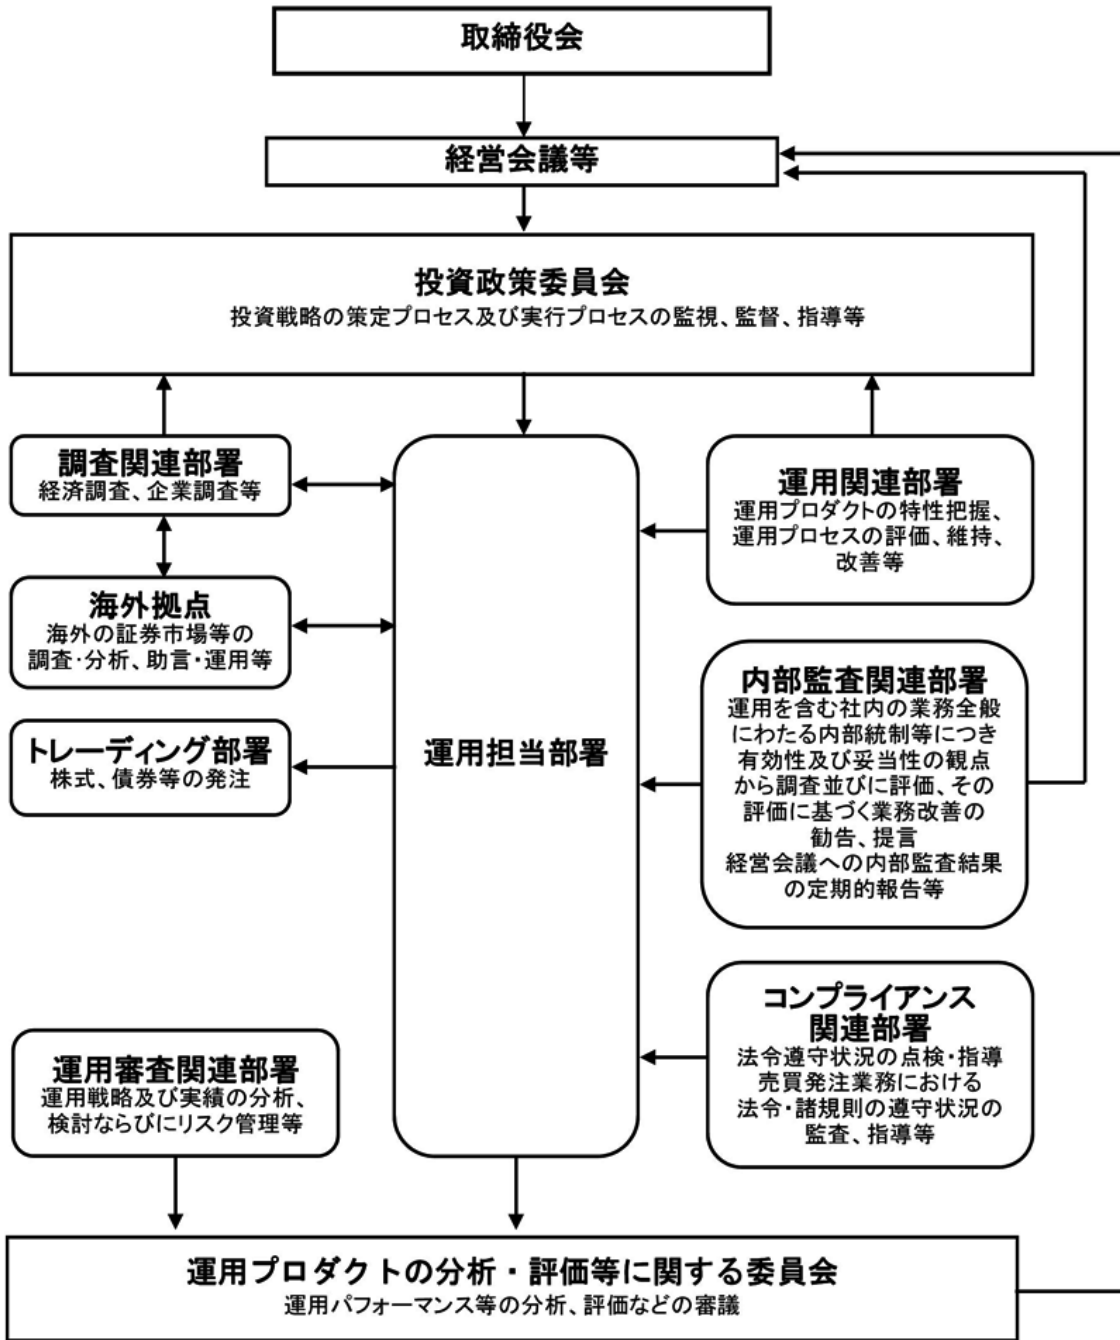 取締役会
経営会議等
投資政策委員会
投資戦略の策定プロセス及び実行プロセスの監視、監督、指導等
調査関連部署
経済調査、企業調査等
海外拠点
海外の証券市場等の
調査・分析、助言・運用等
トレーディング部署
株式、債券等の発注
運用担当部署
運用関連部署
運用プロダクトの特性把握、
運用プロセスの評価、維持、
改善等
内部監査関連部署
運用を含む社内の業務全般
にわたる内部統制等につき
有効性及び妥当性の観点
から調査並びに評価、その
評価に基づく業務改善の
勧告、提言
経営会議への内部監査結果
の定期的報告等
コンプライアンス
関連部署
法令遵守状況の点検・指導
売買発注業務における
法令・諸規則の遵守状況の
監査、指導等
運用審査関連部署
運用戦略及び実績の分析、
検討ならびにリスク管理等
運用プロダクトの分析・評価等に関する委員会
運用パフォーマンス等の分析、評価などの審議